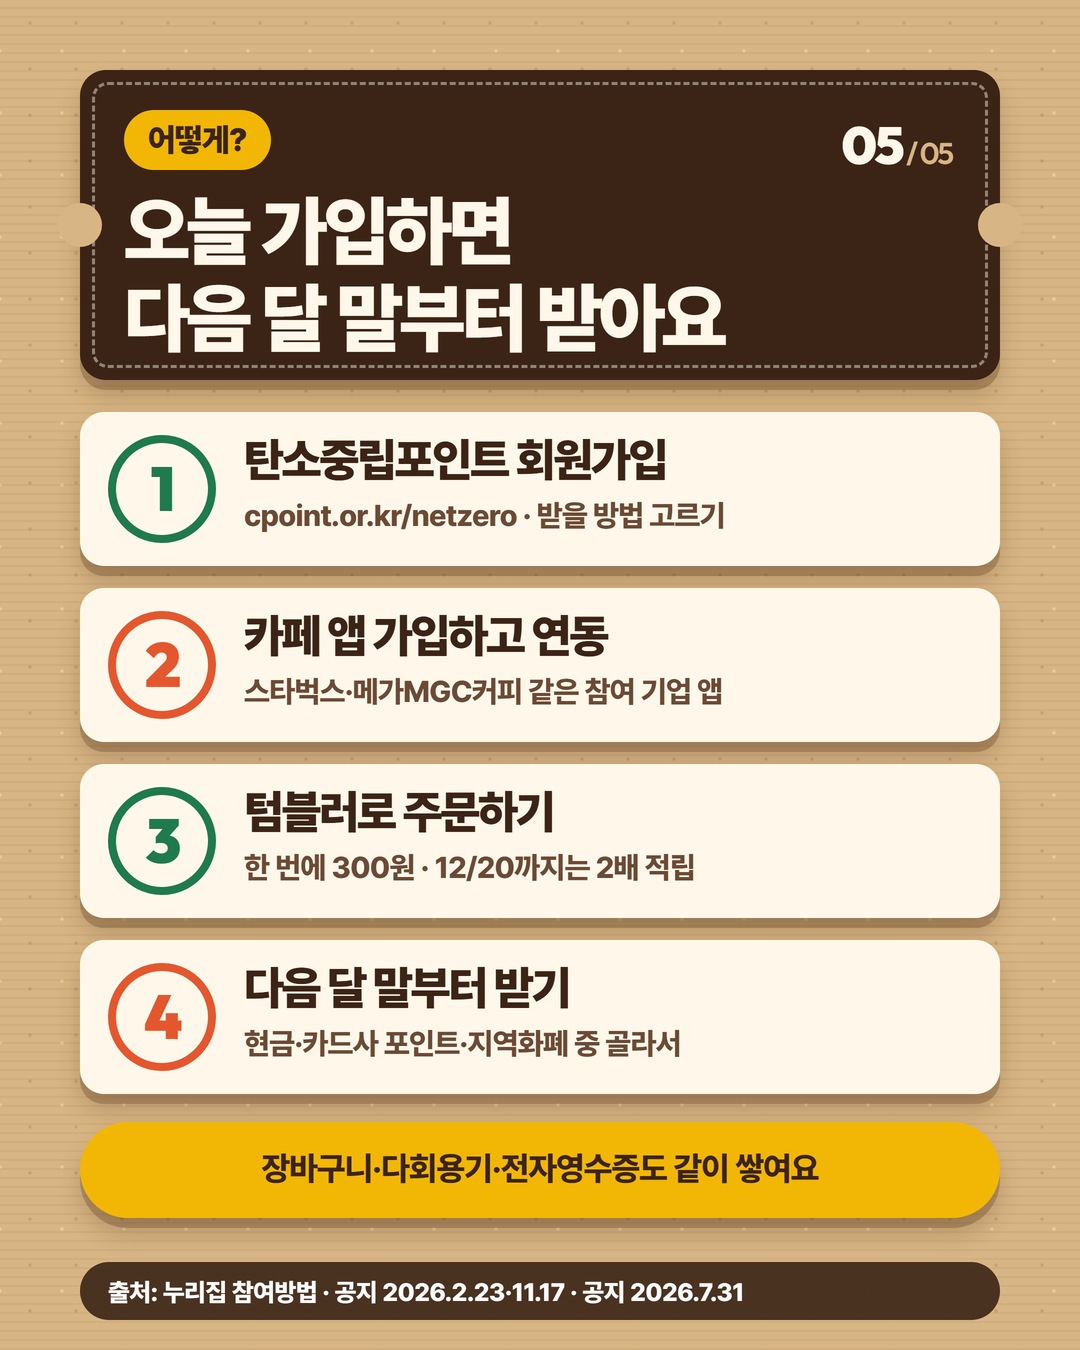 어떻게?
05/05
오늘 가입하면
다음 달 말부터 받아요
1
탄소중립포인트 회원가입
cpoint.or.kr/netzero · 받을 방법 고르기
2
카페 앱 가입하고 연동
스타벅스·메가MGC커피 같은 참여 기업 앱
3
텀블러로 주문하기
한 번에 300원 · 12/20까지는 2배 적립
4
다음 달 말부터 받기
현금·카드사 포인트·지역화폐 중 골라서
장바구니·다회용기·전자영수증도 같이 쌓여요
출처: 누리집 참여방법 · 공지 2026.2.23·11.17 · 공지 2026.7.31